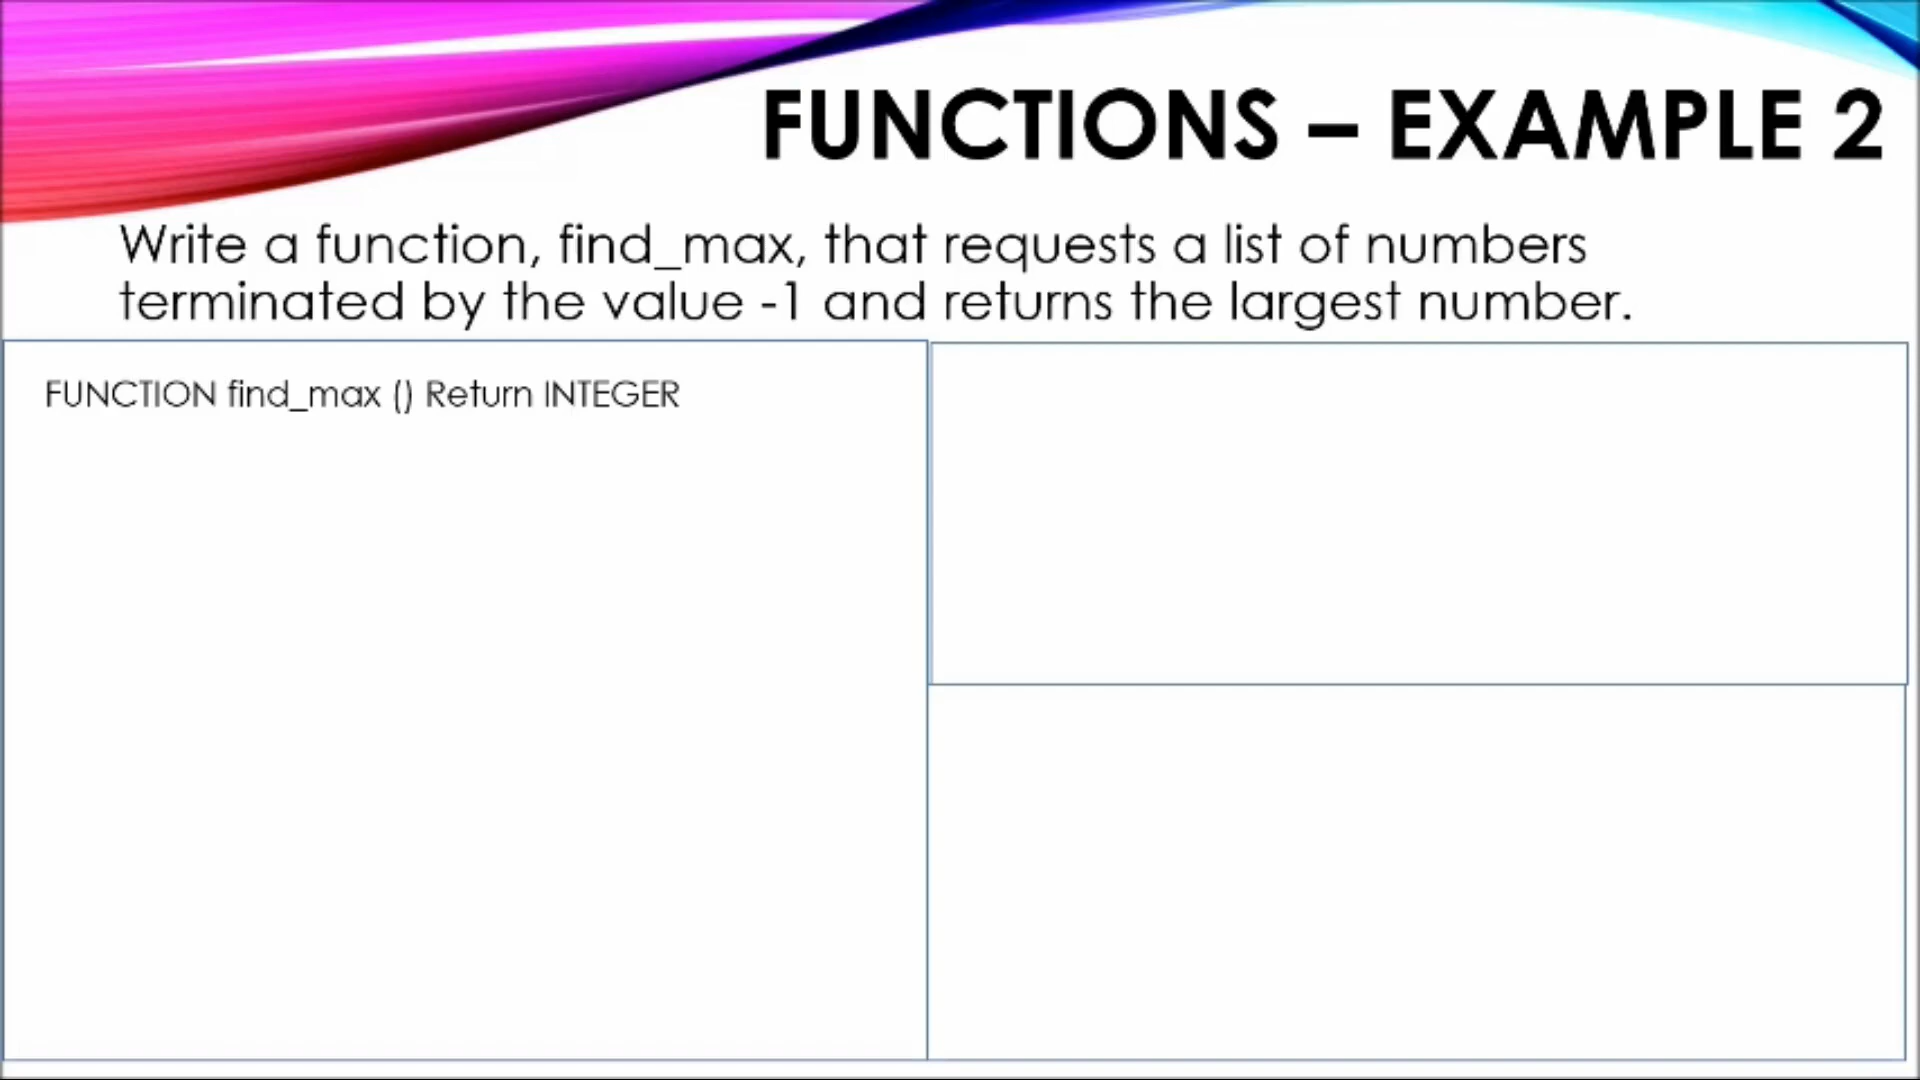 FUNCTIONS – EXAMPLE 2
Write a function, find_max, that requests a list of numbers
terminated by the value -1 and returns the largest number.
FUNCTION find_max () Return INTEGER